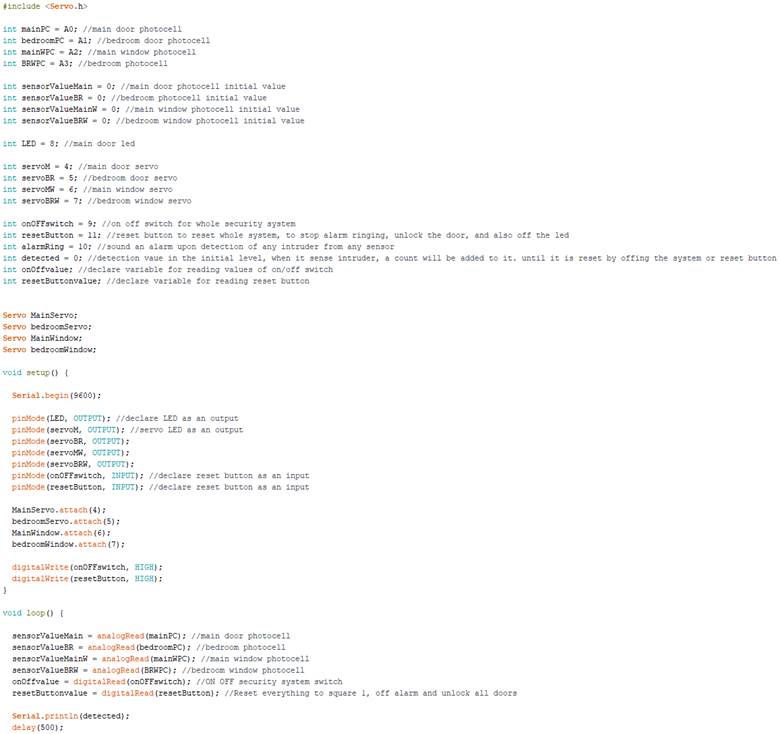 #include <Servo.h>
int mainPC = A0; //main door photocell
int bedroomPC = A1; //bedroom door photocell
int mainWPC = A2; //main window photocell
int BRWPC = A3; //bedroom photocell
int sensorValueMain = 0; //main door photocell initial value
int sensorValueBR = 0; //bedroom photocell initial value
int sensorValueMainW = 0; //main window photocell initial value
int sensorValueBRW = 0; //bedroom window photocell initial value
int LED = 8; //main door led
int servoM = 4; //main door servo
int servoBR = 5; //bedroom door servo
int servoMW = 6; //main window servo
int servoBRW = 7; //bedroom window servo
int onOFFswitch = 9; //on off switch for whole security system
int resetButton = 11; //reset button to reset whole system, to stop alarm ringing, unlock the door, and also off the led
int alarmRing = 10; //sound an alarm upon detection of any intruder from any sensor
int detected = 0; //detection vaue in the initial level, when it sense intruder, a count will be added to it. until it is reset by offing the system or reset button
int onOffvalue; //declare variable for reading values of on/off switch
int resetButtonvalue; //declare variable for reading reset button
Servo MainServo;
Servo bedroomServo;
Servo MainWindow;
Servo bedroomWindow;
void setup() {
Serial.begin(9600);
pinMode(LED, OUTPUT); //declare LED as an output
pinMode(servoM, OUTPUT); //servo LED as an output
pinMode(servoBR, OUTPUT);
pinMode(servoMW, OUTPUT);
pinMode(servoBRW, OUTPUT);
pinMode(onOFFswitch, INPUT); //declare reset button as an input
pinMode(resetButton, INPUT); //declare reset button as an input
MainServo.attach(4);
bedroomServo.attach(5);
MainWindow.attach(6);
bedroomWindow.attach(7);
digitalWrite(onOFFswitch, HIGH);
digitalWrite(resetButton, HIGH);
}
void loop() {
sensorValueMain = analogRead(mainPC); //main door photocell
sensorValueBR = analogRead(bedroomPC); //bedroom photocell
sensorValueMainW = analogRead(mainWPC); //main window photocell
sensorValueBRW = analogRead(BRWPC); //bedroom window photocell
onOffvalue = digitalRead(onOFFswitch); //ON OFF security system switch
resetButtonvalue = digitalRead(resetButton); //Reset everything to square 1, off alarm and unlock all doors
Serial.println(detected);
delay(500);